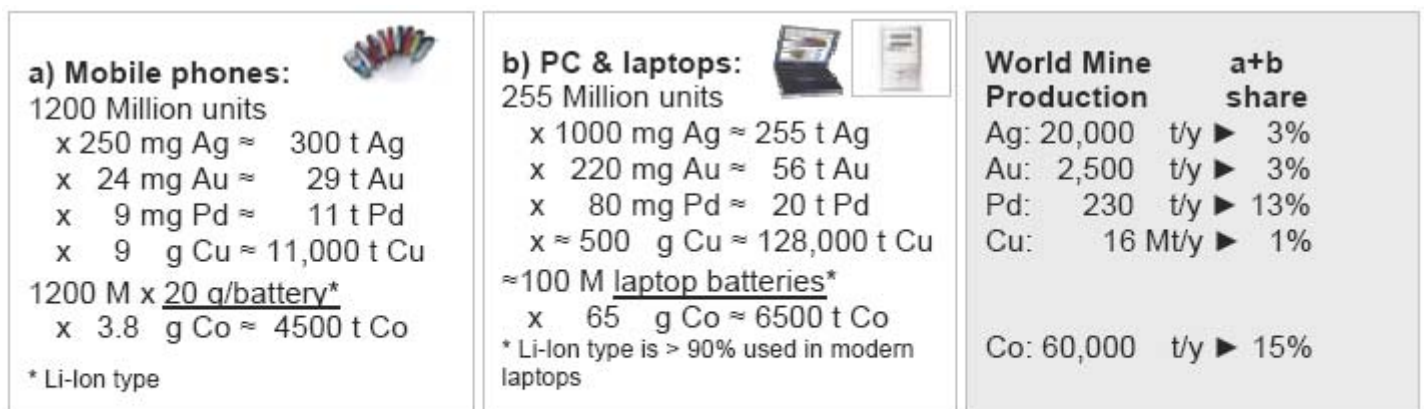 a) Mobile phones:
1200 Million units
x 250 mg Ag ≈ 300 t Ag
x 24 mg Au ≈ 29 t Au
x 9 mg Pd ≈ 11 t Pd
x 9 g Cu ≈ 11,000 t Cu
1200 M x 20 g/battery*
x 3.8 g Co ≈ 4500 t Co
* Li-Ion type
b) PC & laptops:
255 Million units
x 1000 mg Ag ≈ 255 t Ag
x 220 mg Au ≈ 56 t Au
x 80 mg Pd ≈ 20 t Pd
x ≈ 500 g Cu ≈ 128,000 t Cu
≈100 M laptop batteries*
x 65 g Co ≈ 6500 t Co
* Li-Ion type is > 90% used in modern
laptops
World Mine a+b
Production share
Ag: 20,000 t/y ► 3%
Au: 2,500 t/y ► 3%
Pd: 230 t/y ► 13%
Cu: 16 Mt/y ► 1%
Co: 60,000 t/y ► 15%